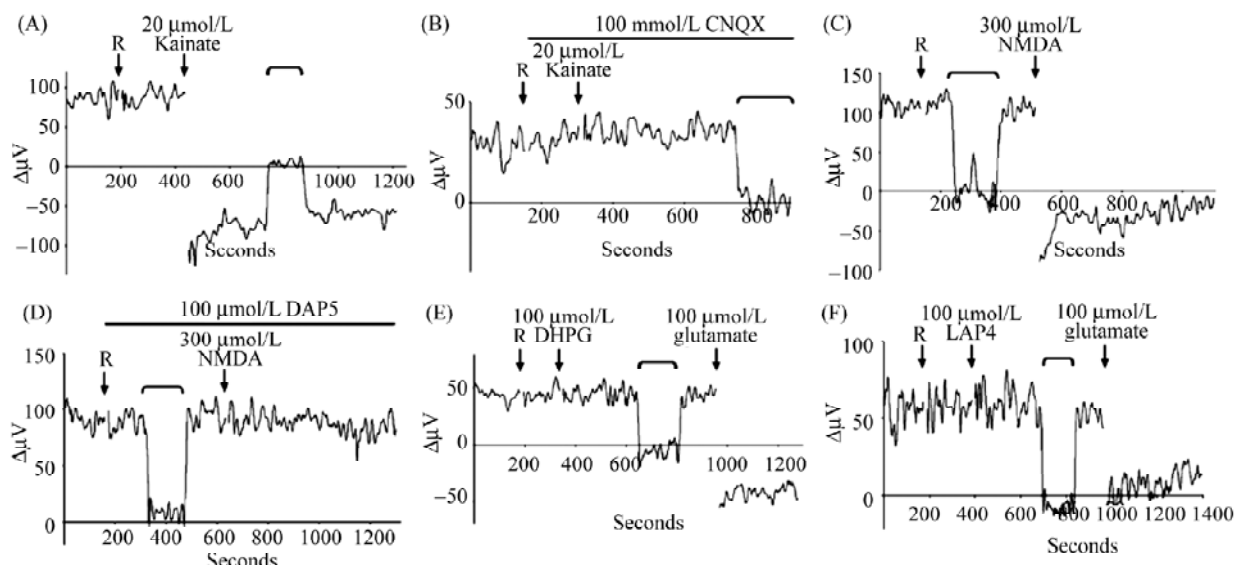 (A)
20 μmol/L
R Kainate
100
50
0
−50
−100
ΔμV
200 400 600 800 1000 1200
Seconds
(B)
100 mmol/L CNQX
20 μmol/L
R Kainate
50
0
ΔμV
200 400 600 800
Seconds
(C)
300 μmol/L
R NMDA
150
100
50
0
−50
−100
ΔμV
200 400 600 800
Seconds
(D)
100 μmol/L DAP5
300 μmol/L
R NMDA
150
100
50
0
ΔμV
200 400 600 800 1000 1200
Seconds
(E)
100 μmol/L 100 μmol/L
R DHPG glutamate
50
0
−50
ΔμV
200 400 600 800 1000 1200
Seconds
(F)
100 μmol/L 100 μmol/L
R LAP4 glutamate
100
50
0
ΔμV
200 400 600 800 1000 1200 1400
Seconds